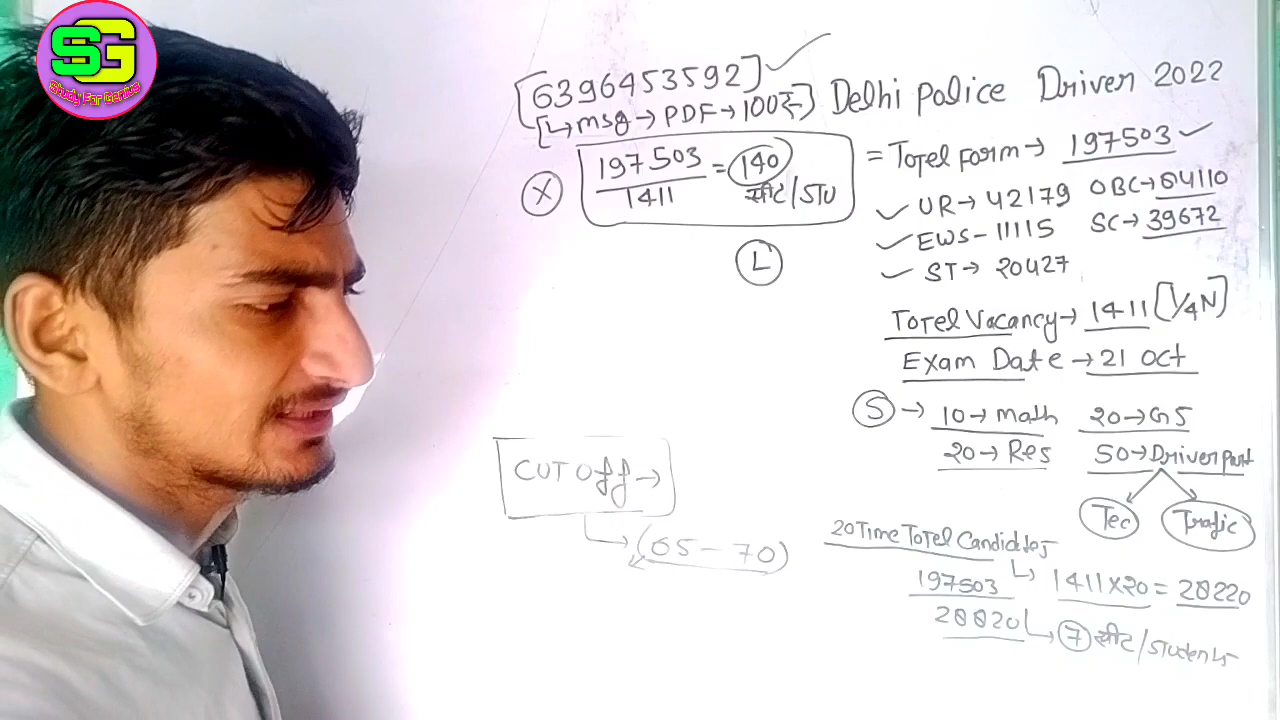 SG
Study For Genius
[6396453592] ✓
[↳ msg → PDF → 100₹-]
Delhi Police Driver 2022
Ⓧ 197503 / 1411 = 140 सीट/STU
Ⓛ
= Totel Form → 197503 ✓
✓ UR → 42179 OBC → 84110
✓ EWS - 11115 SC → 39672
✓ ST → 20427
Totel Vacancy → 1411 [1/4 N]
Exam Date → 21 Oct
Ⓢ → 10 → Math 20 → GS
20 → Res 50 → Driver Part
Tec Trafic
CUT Off →
↳ (65 - 70)
20 Time Totel Candidates
↳ 1411 x 20 = 28220
197503 / 28820 ↳ ⑦ सीट/students